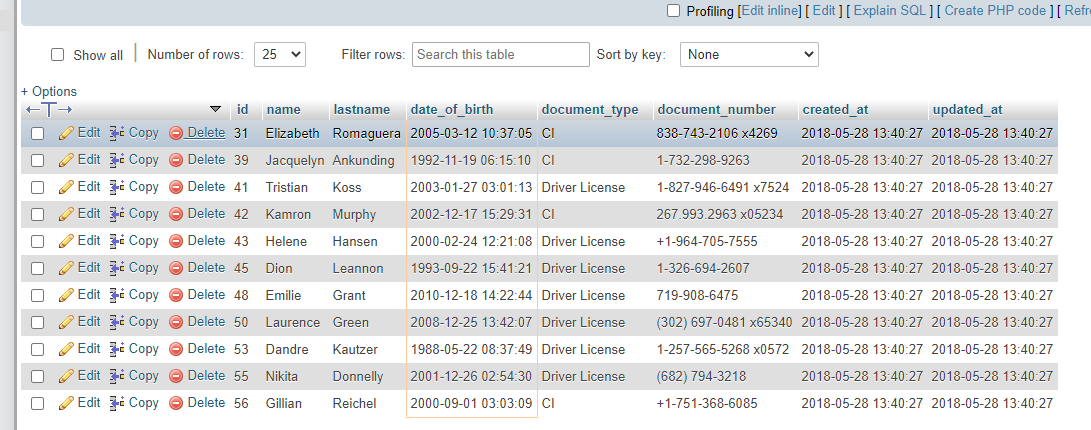 Profiling [Edit inline] [ Edit ] [ Explain SQL ] [ Create PHP code ] [ Refr
Show all | Number of rows: 25 Filter rows: Search this table Sort by key: None
+ Options
id name lastname date_of_birth document_type document_number created_at updated_at
Edit Copy Delete 31 Elizabeth Romaguera 2005-03-12 10:37:05 CI 838-743-2106 x4269 2018-05-28 13:40:27 2018-05-28 13:40:27
Edit Copy Delete 39 Jacquelyn Ankunding 1992-11-19 06:15:10 CI 1-732-298-9263 2018-05-28 13:40:27 2018-05-28 13:40:27
Edit Copy Delete 41 Tristian Koss 2003-01-27 03:01:13 Driver License 1-827-946-6491 x7524 2018-05-28 13:40:27 2018-05-28 13:40:27
Edit Copy Delete 42 Kamron Murphy 2002-12-17 15:29:31 CI 267.993.2963 x05234 2018-05-28 13:40:27 2018-05-28 13:40:27
Edit Copy Delete 43 Helene Hansen 2000-02-24 12:21:08 Driver License +1-964-705-7555 2018-05-28 13:40:27 2018-05-28 13:40:27
Edit Copy Delete 45 Dion Leannon 1993-09-22 15:41:21 Driver License 1-326-694-2607 2018-05-28 13:40:27 2018-05-28 13:40:27
Edit Copy Delete 48 Emilie Grant 2010-12-18 14:22:44 Driver License 719-908-6475 2018-05-28 13:40:27 2018-05-28 13:40:27
Edit Copy Delete 50 Laurence Green 2008-12-25 13:42:07 Driver License (302) 697-0481 x65340 2018-05-28 13:40:27 2018-05-28 13:40:27
Edit Copy Delete 53 Dandre Kautzer 1988-05-22 08:37:49 Driver License 1-257-565-5268 x0572 2018-05-28 13:40:27 2018-05-28 13:40:27
Edit Copy Delete 55 Nikita Donnelly 2001-12-26 02:54:30 Driver License (682) 794-3218 2018-05-28 13:40:27 2018-05-28 13:40:27
Edit Copy Delete 56 Gillian Reichel 2000-09-01 03:03:09 CI +1-751-368-6085 2018-05-28 13:40:27 2018-05-28 13:40:27